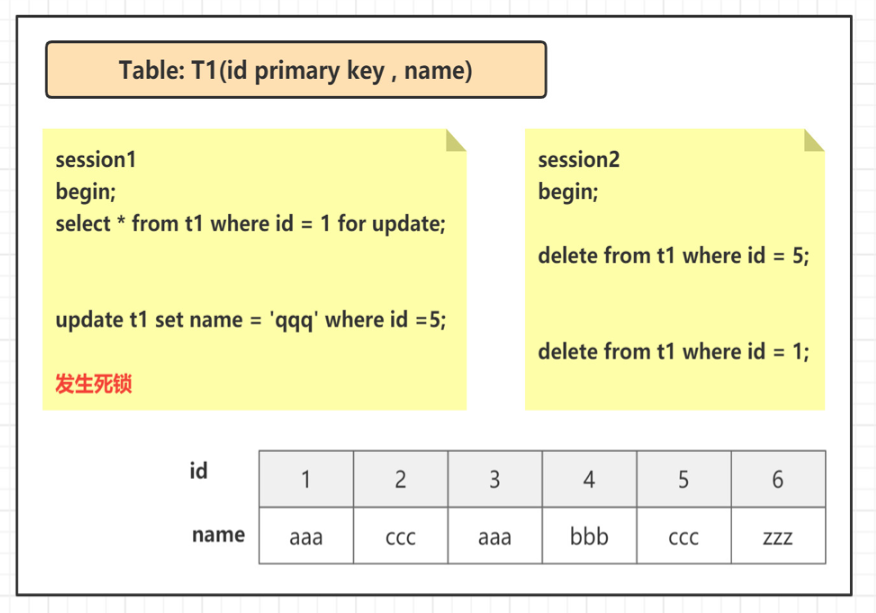 Table: T1(id primary key , name)
session1
begin;
select * from t1 where id = 1 for update;
update t1 set name = 'qqq' where id =5;
发生死锁
session2
begin;
delete from t1 where id = 5;
delete from t1 where id = 1;
id 1 2 3 4 5 6
name aaa ccc aaa bbb ccc zzz